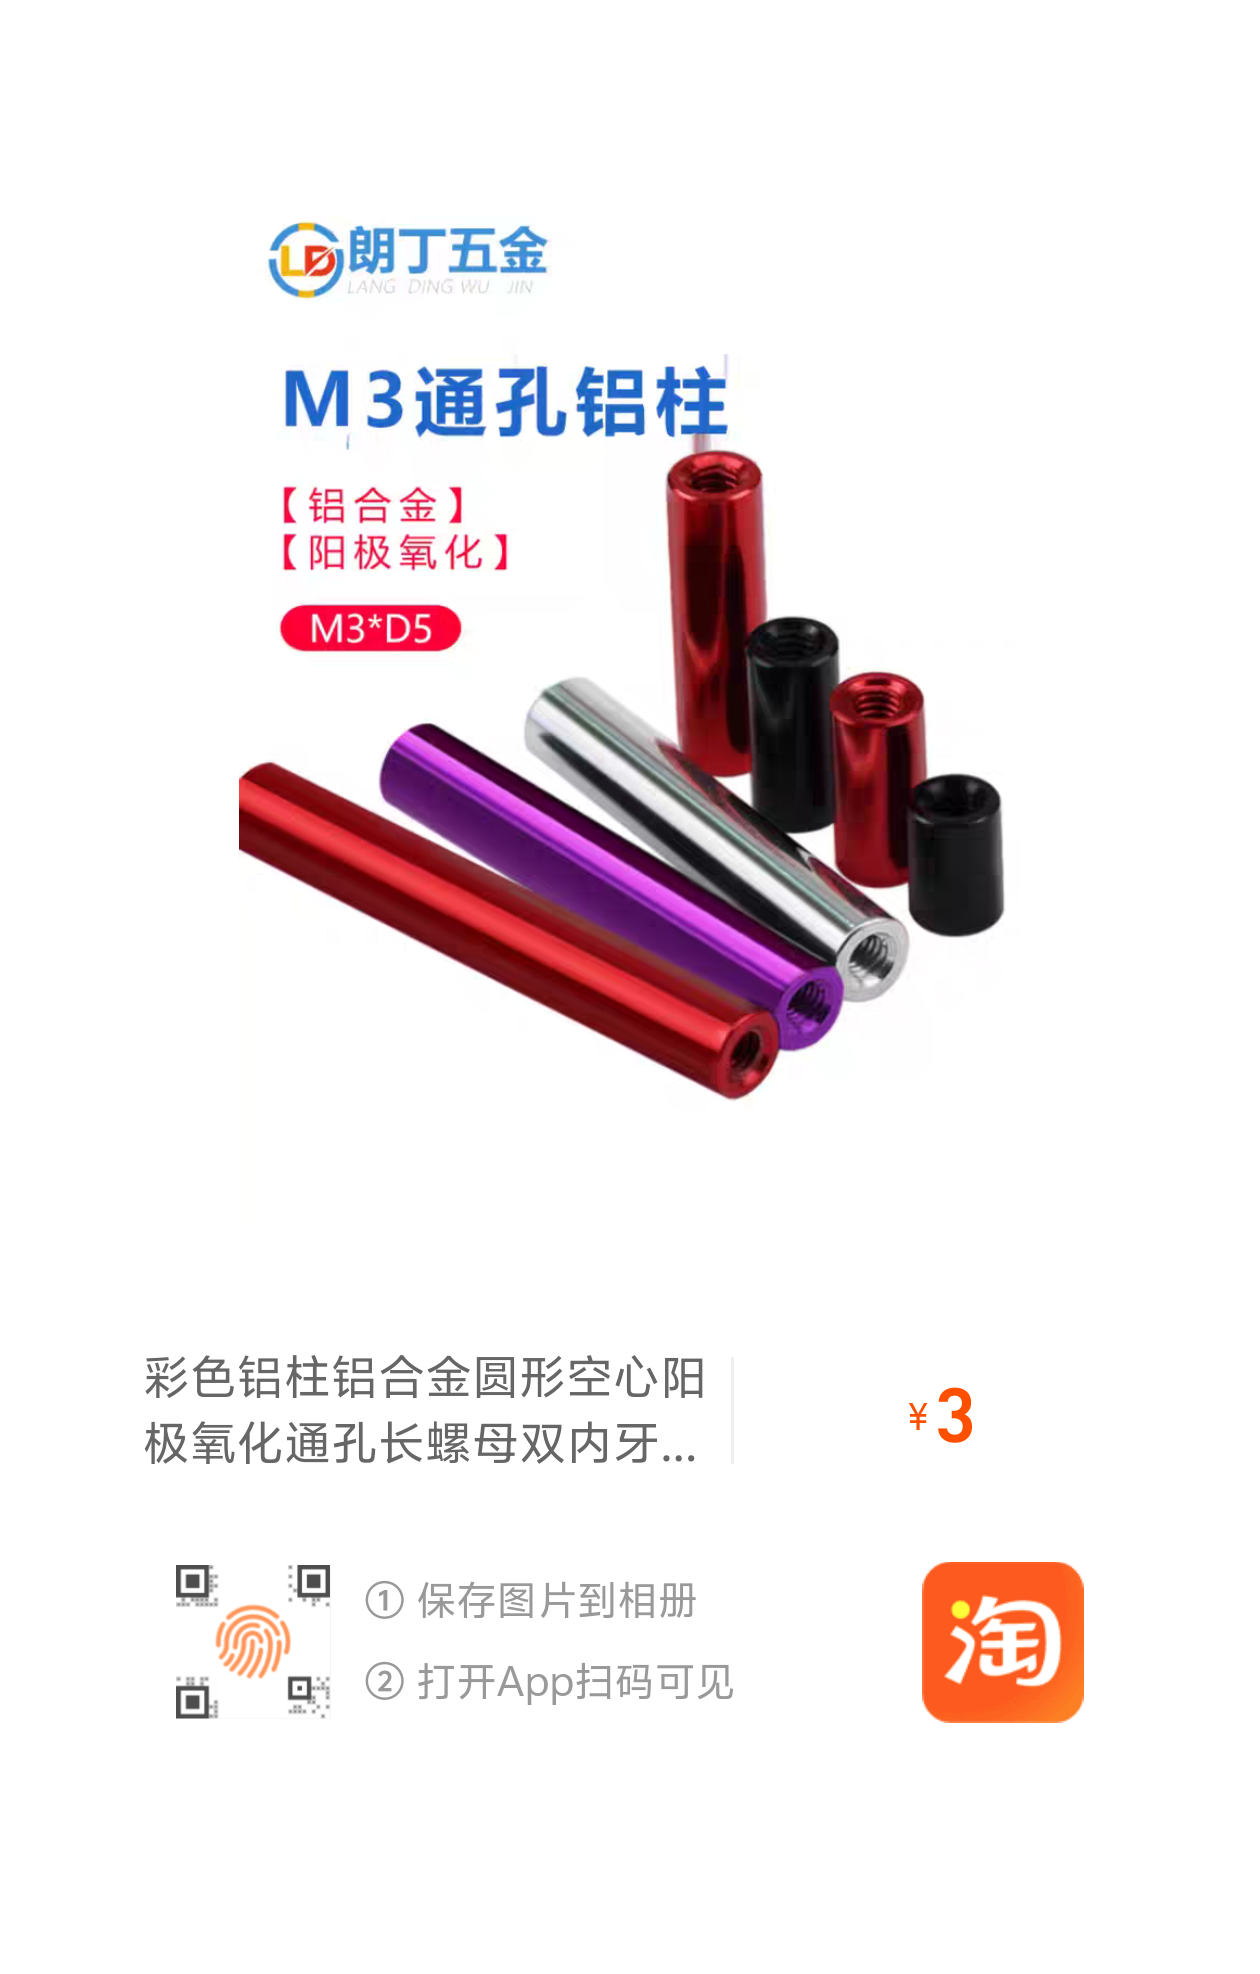 LD 朗丁五金
LANG DING WU JIN
M3通孔铝柱
【铝合金】
【阳极氧化】
M3*D5
彩色铝柱铝合金圆形空心阳
极氧化通孔长螺母双内牙...
¥3
① 保存图片到相册
② 打开App扫码可见
淘